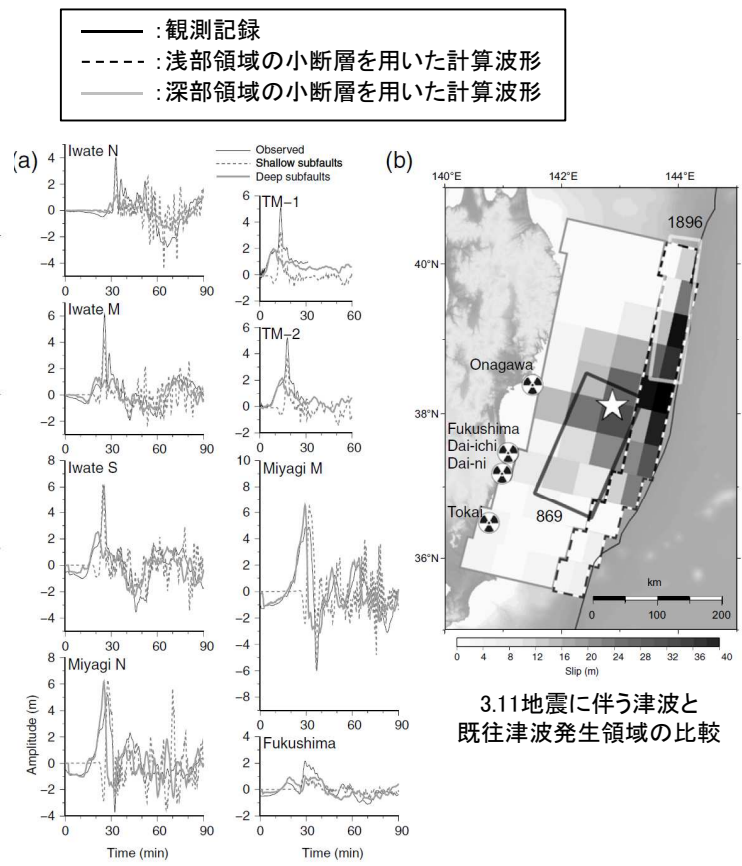 :観測記録
:浅部領域の小断層を用いた計算波形
:深部領域の小断層を用いた計算波形
(a)
Observed
Shallow subfaults
Deep subfaults
Iwate N
4
2
0
−2
−4
0 30 60 90
TM−1
4
2
0
−2
0 30 60
Iwate M
6
4
2
0
−2
TM−2
4
2
0
−2
0 30 60
Iwate S
6
4
2
0
−2
−4
Miyagi M
10
8
6
4
2
0
−2
−4
−6
−8
0 30 60 90
Miyagi N
8
6
4
2
0
−2
−4
0 30 60 90
Fukushima
4
2
0
−2
0 30 60 90
Amplitude (m)
Time (min)
Time (min)
(b)
140˚E 142˚E 144˚E
40˚N
38˚N
36˚N
1896
Onagawa
Fukushima
Dai-ichi
Dai-ni
Tokai
869
km
0 100 200
0 4 8 12 16 20 24 28 32 36 40
Slip (m)
3.11地震に伴う津波と
既往津波発生領域の比較